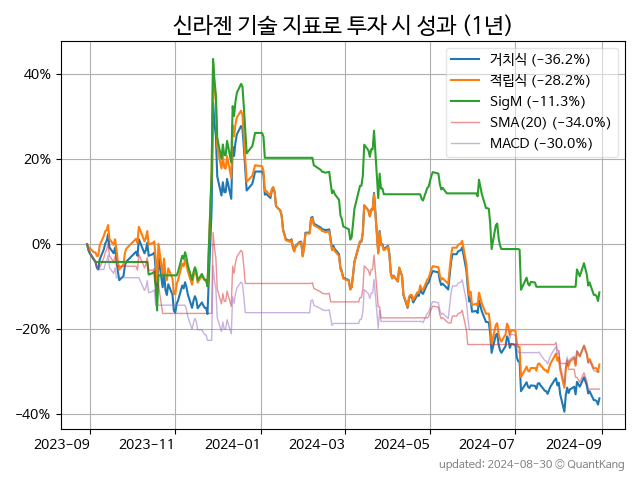 신라젠 기술 지표로 투자 시 성과 (1년)
거치식 (−36.2%)
적립식 (−28.2%)
SigM (−11.3%)
SMA(20) (−34.0%)
MACD (−30.0%)
40%
20%
0%
−20%
−40%
2023-09 2023-11 2024-01 2024-03 2024-05 2024-07 2024-09
updated: 2024-08-30 © QuantKang